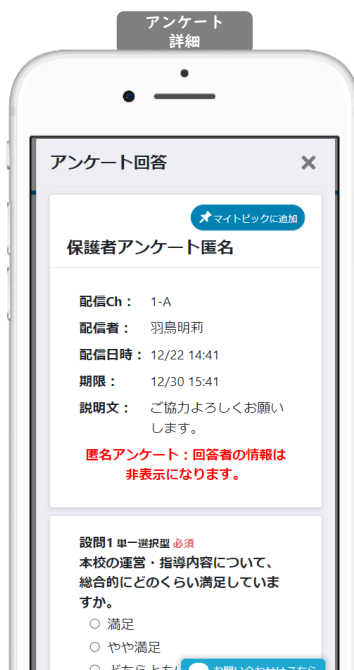 アンケート
詳細
アンケート回答 ×
マイトピックに追加
保護者アンケート匿名
配信Ch： 1-A
配信者： 羽鳥明莉
配信日時： 12/22 14:41
期限： 12/30 15:41
説明文： ご協力よろしくお願い
します。
匿名アンケート：回答者の情報は
非表示になります。
設問1 単一選択型 必須
本校の運営・指導内容について、
総合的にどのくらい満足していま
すか。
満足
やや満足